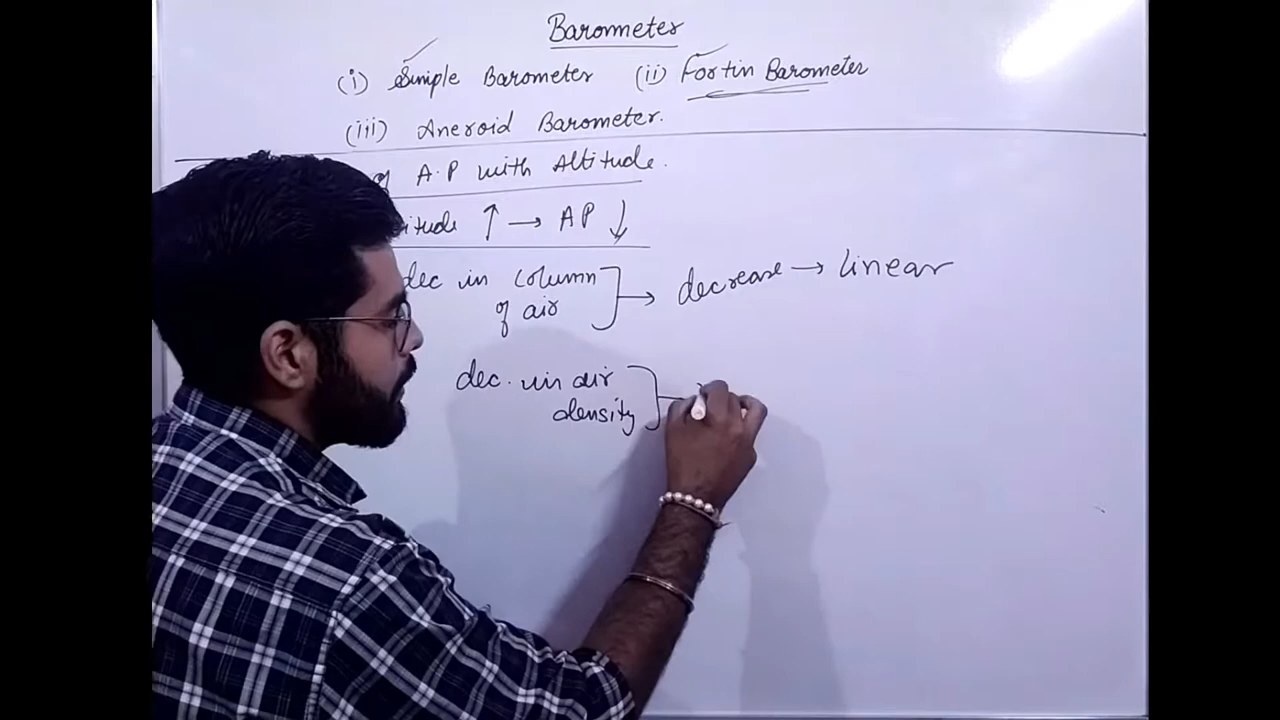 Barometer
(i) Simple Barometer (ii) Fortin Barometer
(iii) Aneroid Barometer.
of A.P with Altitude.
itude ↑ → AP ↓
dec in column of air → decrease → linear
dec. in air density